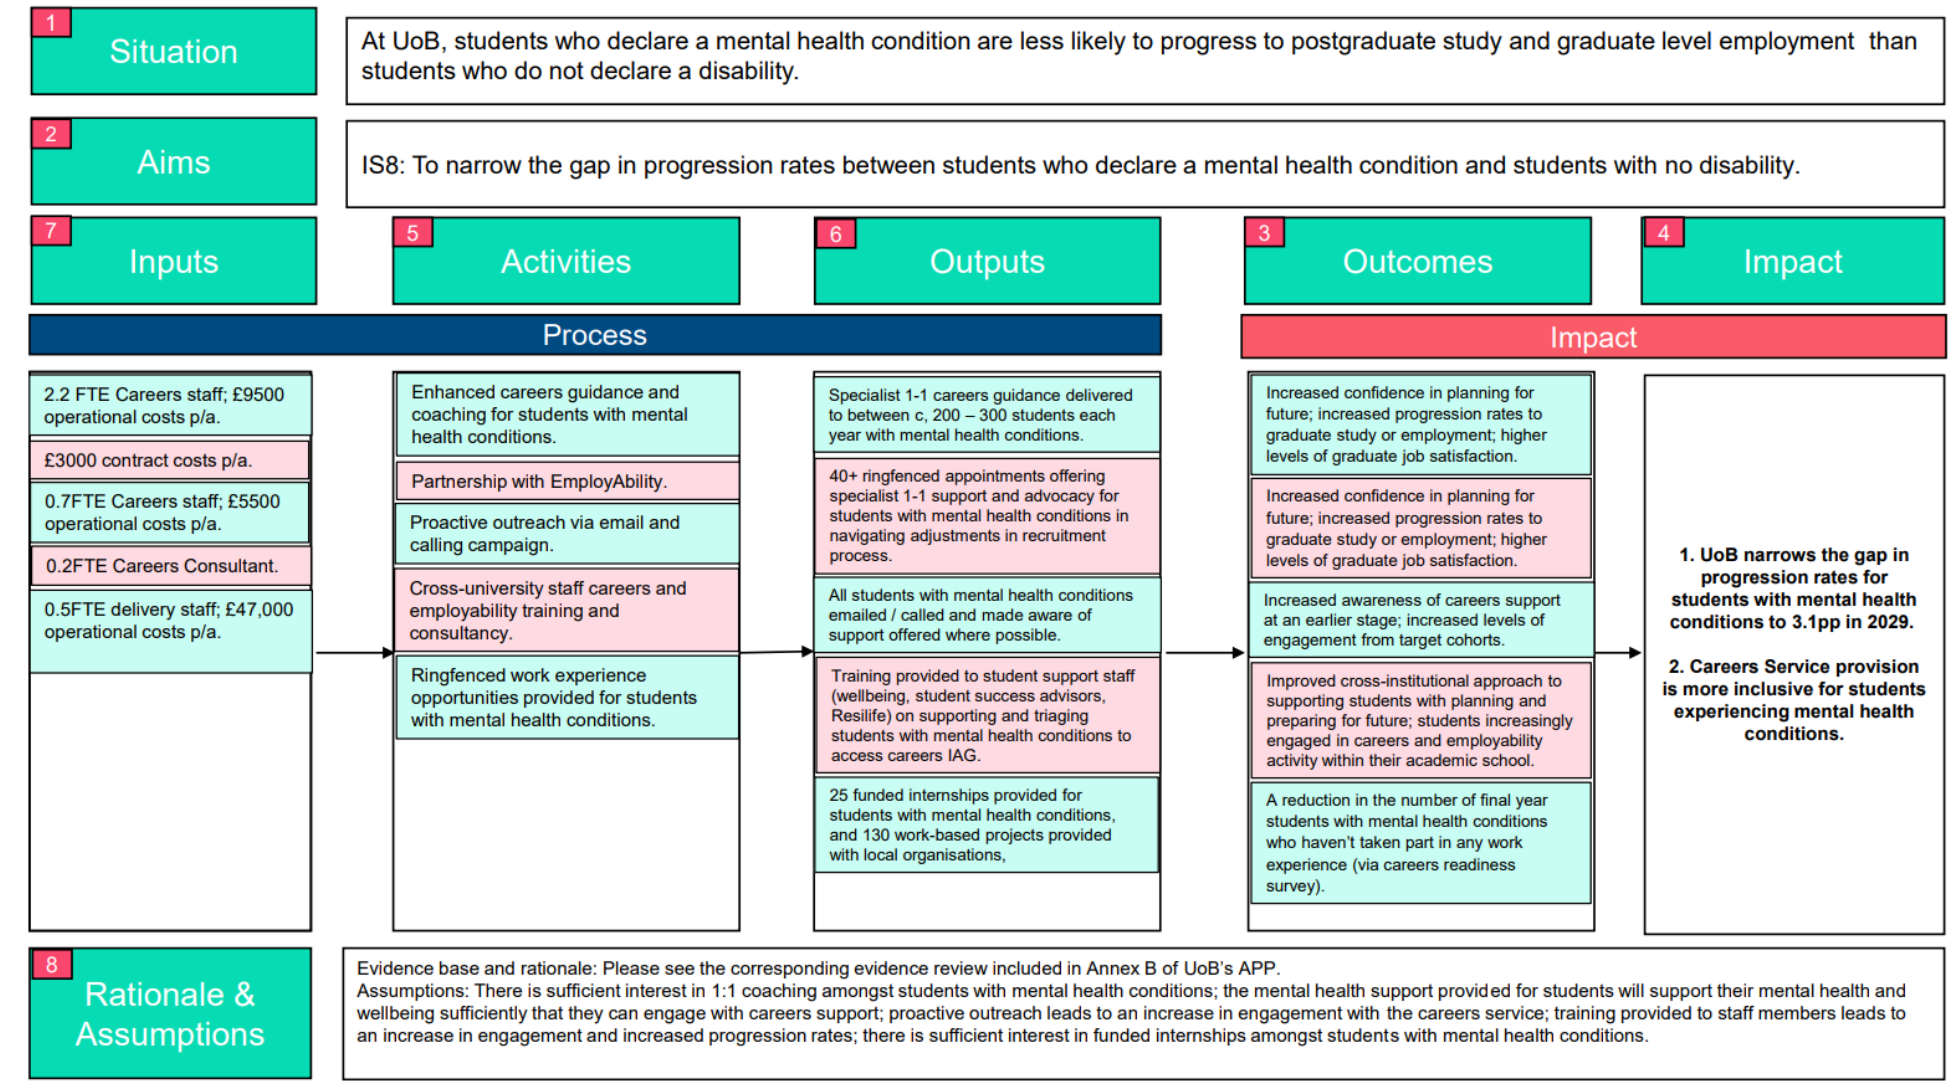 1
Situation
At UoB, students who declare a mental health condition are less likely to progress to postgraduate study and graduate level employment than
students who do not declare a disability.
2
Aims
IS8: To narrow the gap in progression rates between students who declare a mental health condition and students with no disability.
7
Inputs
5
Activities
6
Outputs
3
Outcomes
4
Impact
Process
Impact
2.2 FTE Careers staff; £9500
operational costs p/a.
£3000 contract costs p/a.
0.7FTE Careers staff; £5500
operational costs p/a.
0.2FTE Careers Consultant.
0.5FTE delivery staff; £47,000
operational costs p/a.
Enhanced careers guidance and
coaching for students with mental
health conditions.
Partnership with EmployAbility.
Proactive outreach via email and
calling campaign.
Cross-university staff careers and
employability training and
consultancy.
Ringfenced work experience
opportunities provided for students
with mental health conditions.
Specialist 1-1 careers guidance delivered
to between c, 200 – 300 students each
year with mental health conditions.
40+ ringfenced appointments offering
specialist 1-1 support and advocacy for
students with mental health conditions in
navigating adjustments in recruitment
process.
All students with mental health conditions
emailed / called and made aware of
support offered where possible.
Training provided to student support staff
(wellbeing, student success advisors,
Resilife) on supporting and triaging
students with mental health conditions to
access careers IAG.
25 funded internships provided for
students with mental health conditions,
and 130 work-based projects provided
with local organisations,
Increased confidence in planning for
future; increased progression rates to
graduate study or employment; higher
levels of graduate job satisfaction.
Increased confidence in planning for
future; increased progression rates to
graduate study or employment; higher
levels of graduate job satisfaction.
Increased awareness of careers support
at an earlier stage; increased levels of
engagement from target cohorts.
Improved cross-institutional approach to
supporting students with planning and
preparing for future; students increasingly
engaged in careers and employability
activity within their academic school.
A reduction in the number of final year
students with mental health conditions
who haven't taken part in any work
experience (via careers readiness
survey).
1. UoB narrows the gap in
progression rates for
students with mental health
conditions to 3.1pp in 2029.
2. Careers Service provision
is more inclusive for students
experiencing mental health
conditions.
8
Rationale &
Assumptions
Evidence base and rationale: Please see the corresponding evidence review included in Annex B of UoB's APP.
Assumptions: There is sufficient interest in 1:1 coaching amongst students with mental health conditions; the mental health support provided for students will support their mental health and
wellbeing sufficiently that they can engage with careers support; proactive outreach leads to an increase in engagement with the careers service; training provided to staff members leads to
an increase in engagement and increased progression rates; there is sufficient interest in funded internships amongst students with mental health conditions.